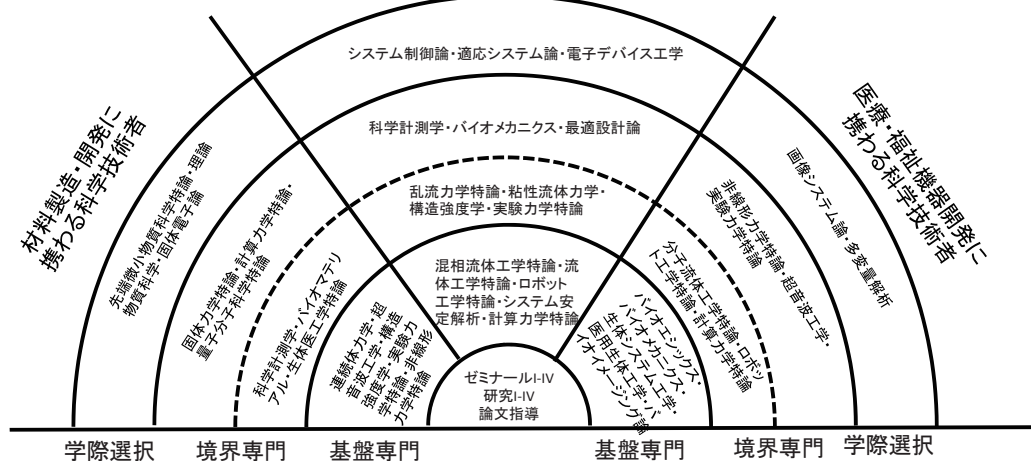 システム制御論・適応システム論・電子デバイス工学
科学計測学・バイオメカニクス・最適設計論
乱流力学特論・粘性流体力学・
構造強度学・実験力学特論
混相流体工学特論・流
体工学特論・ロボット
工学特論・システム安
定解析・計算力学特論
ゼミナールI-IV
研究I-IV
論文指導
材料製造・開発に
携わる科学技術者
先端微小物質科学特論・理論
物質科学・固体電子論
固体力学特論・計算力学特論・
量子分子科学特論
科学計測学・バイオマテリ
アル・生体医工学特論
連続体力学・超
音波工学・構造
強度学・実験力
学特論・非線形
力学特論
医療・福祉機器開発に
携わる科学技術者
画像システム論・多変量解析
非線形力学特論・超音波工学・
実験力学特論
分子流体工学特論・ロボッ
ト工学特論・計算力学特論
バイオエシックス・
バイオメカニクス・
生体システム工学・
医用生体工学・バ
イオイメージング論
学際選択
境界専門
基盤専門
基盤専門
境界専門
学際選択